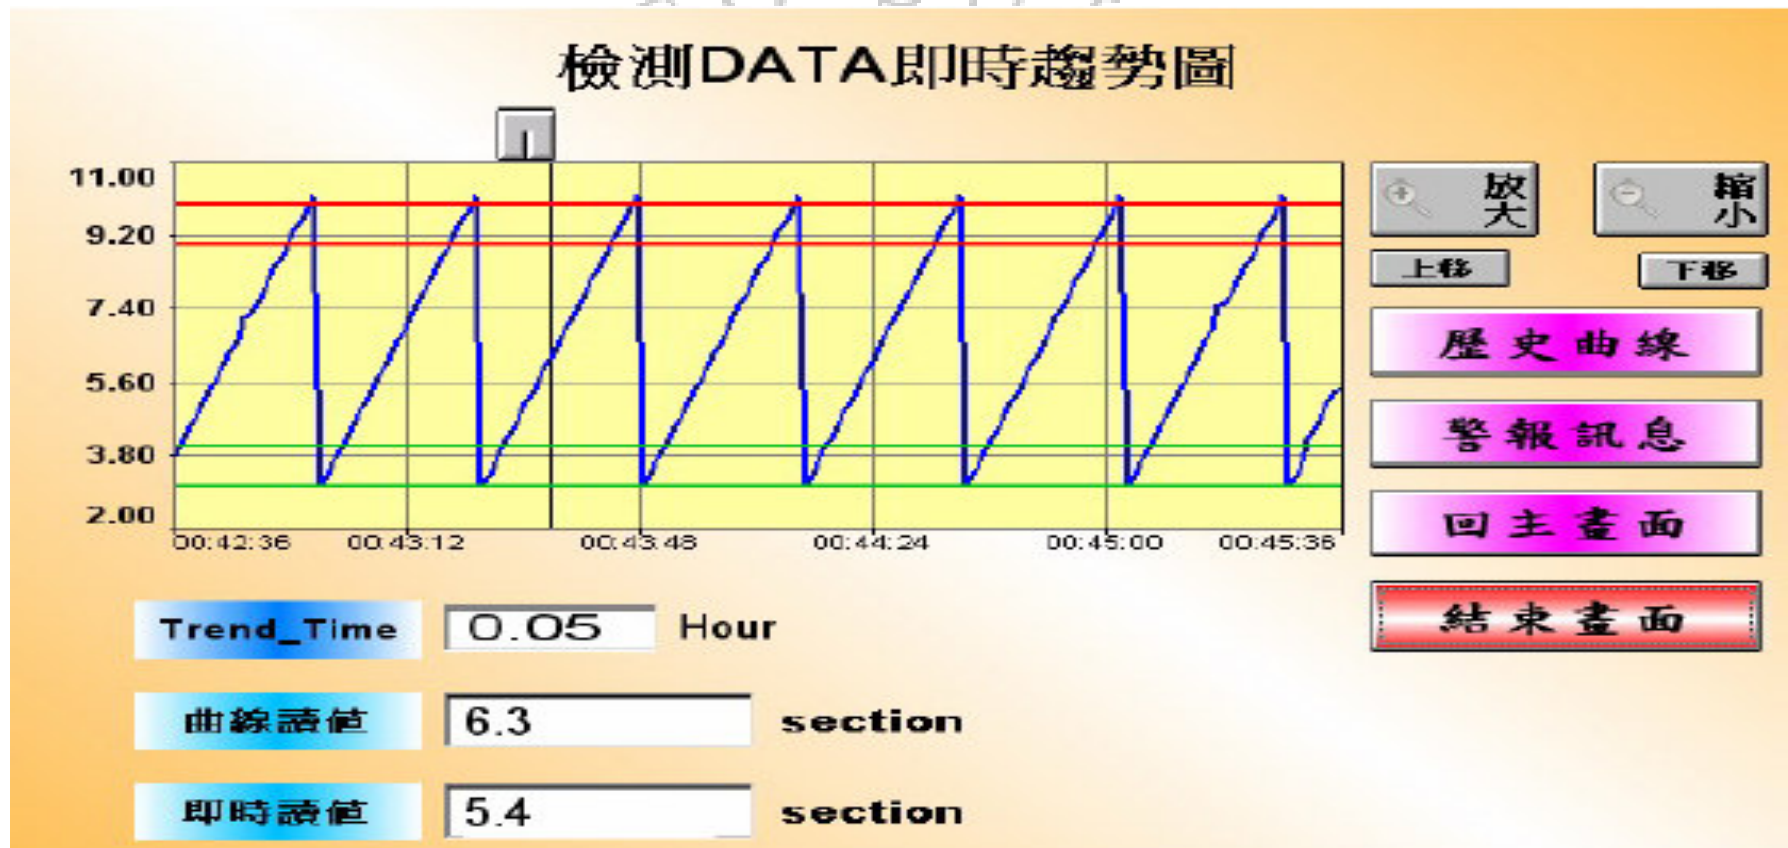 檢測DATA即時趨勢圖
11.00
9.20
7.40
5.60
3.80
2.00
00:42:36 00:43:12 00:43:48 00:44:24 00:45:00 00:45:36
放大
縮小
上移 下移
歷史曲線
警報訊息
回主畫面
結束畫面
Trend_Time 0.05 Hour
曲線讀值 6.3 section
即時讀值 5.4 section